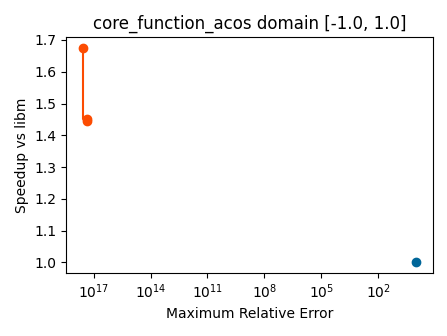 core_function_acos domain [-1.0, 1.0]
Speedup vs libm
1.7
1.6
1.5
1.4
1.3
1.2
1.1
1.0
10^17 10^14 10^11 10^8 10^5 10^2
Maximum Relative Error